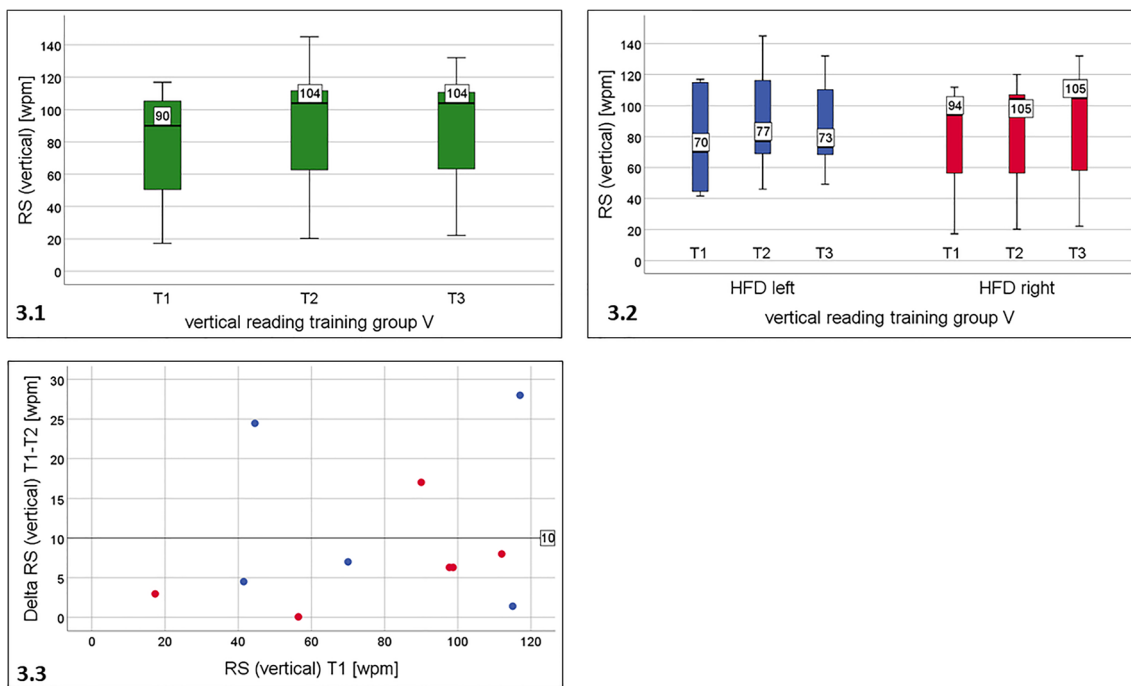 RS (vertical) [wpm]
140
120
100
80
60
40
20
0
90
104
104
T1
T2
T3
vertical reading training group V
3.1
RS (vertical) [wpm]
140
120
100
80
60
40
20
0
70
77
73
94
105
105
T1
T2
T3
T1
T2
T3
HFD left
HFD right
vertical reading training group V
3.2
Delta RS (vertical) T1-T2 [wpm]
30
25
20
15
10
5
0
10
0
20
40
60
80
100
120
RS (vertical) T1 [wpm]
3.3